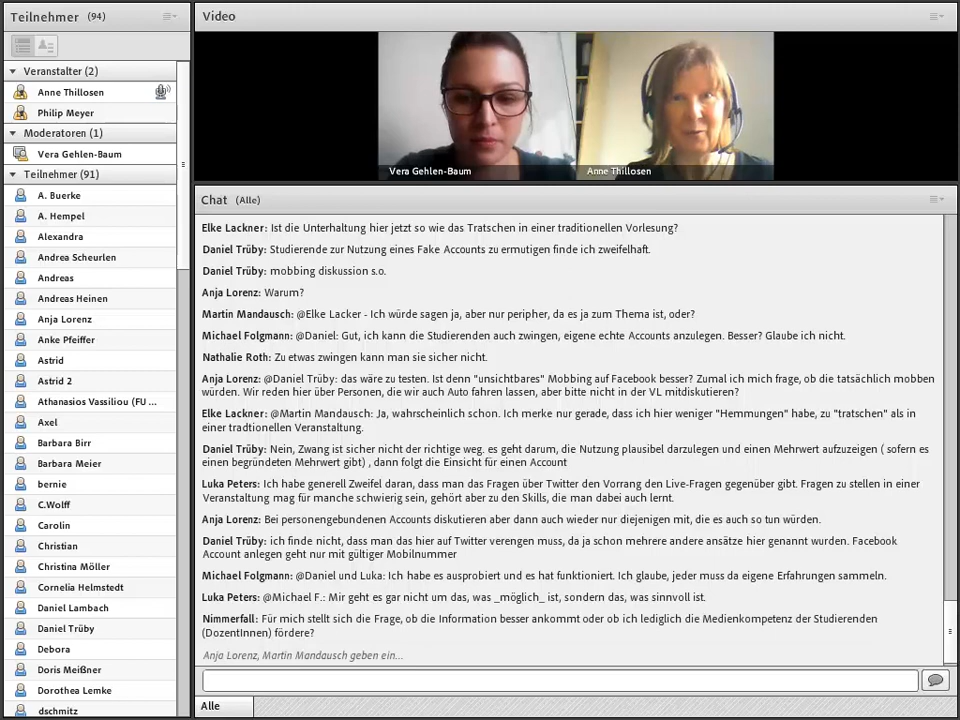 Teilnehmer (94)
Veranstalter (2)
Anne Thillosen
Philip Meyer
Moderatoren (1)
Vera Gehlen-Baum
Teilnehmer (91)
A. Buerke
A. Hempel
Alexandra
Andrea Scheurlen
Andreas
Andreas Heinen
Anja Lorenz
Anke Pfeiffer
Astrid
Astrid 2
Athanasios Vassiliou (FU ...
Axel
Barbara Birr
Barbara Meier
bernie
C.Wolff
Carolin
Christian
Christina Möller
Cornelia Helmstedt
Daniel Lambach
Daniel Trüby
Debora
Doris Meißner
Dorothea Lemke
dschmitz
Video
Vera Gehlen-Baum
Anne Thillosen
Chat (Alle)
Elke Lackner: Ist die Unterhaltung hier jetzt so wie das Tratschen in einer traditionellen Vorlesung?
Daniel Trüby: Studierende zur Nutzung eines Fake Accounts zu ermutigen finde ich zweifelhaft.
Daniel Trüby: mobbing diskussion s.o.
Anja Lorenz: Warum?
Martin Mandausch: @Elke Lacker - Ich würde sagen ja, aber nur peripher, da es ja zum Thema ist, oder?
Michael Folgmann: @Daniel: Gut, ich kann die Studierenden auch zwingen, eigene echte Accounts anzulegen. Besser? Glaube ich nicht.
Nathalie Roth: Zu etwas zwingen kann man sie sicher nicht.
Anja Lorenz: @Daniel Trüby: das wäre zu testen. Ist denn "unsichtbares" Mobbing auf Facebook besser? Zumal ich mich frage, ob die tatsächlich mobben
würden. Wir reden hier über Personen, die wir auch Auto fahren lassen, aber bitte nicht in der VL mitdiskutieren?
Elke Lackner: @Martin Mandausch: Ja, wahrscheinlich schon. Ich merke nur gerade, dass ich hier weniger "Hemmungen" habe, zu "tratschen" als in
einer tradtionellen Veranstaltung.
Daniel Trüby: Nein, Zwang ist sicher nicht der richtige weg. es geht darum, die Nutzung plausibel darzulegen und einen Mehrwert aufzuzeigen ( sofern es
einen begründeten Mehrwert gibt) , dann folgt die Einsicht für einen Account
Luka Peters: Ich habe generell Zweifel daran, dass man das Fragen über Twitter den Vorrang den Live-Fragen gegenüber gibt. Fragen zu stellen in einer
Veranstaltung mag für manche schwierig sein, gehört aber zu den Skills, die man dabei auch lernt.
Anja Lorenz: Bei personengebundenen Accounts diskutieren aber dann auch wieder nur diejenigen mit, die es auch so tun würden.
Daniel Trüby: ich finde nicht, dass man das hier auf Twitter verengen muss, da ja schon mehrere andere ansätze hier genannt wurden. Facebook
Account anlegen geht nur mit gültiger Mobilnummer
Michael Folgmann: @Daniel und Luka: Ich habe es ausprobiert und es hat funktioniert. Ich glaube, jeder muss da eigene Erfahrungen sammeln.
Luka Peters: @Michael F.: Mir geht es gar nicht um das, was _möglich_ ist, sondern das, was sinnvoll ist.
Nimmerfall: Für mich stellt sich die Frage, ob die Information besser ankommt oder ob ich lediglich die Medienkompetenz der Studierenden
(DozentInnen) fördere?
Anja Lorenz, Martin Mandausch geben ein...
Alle